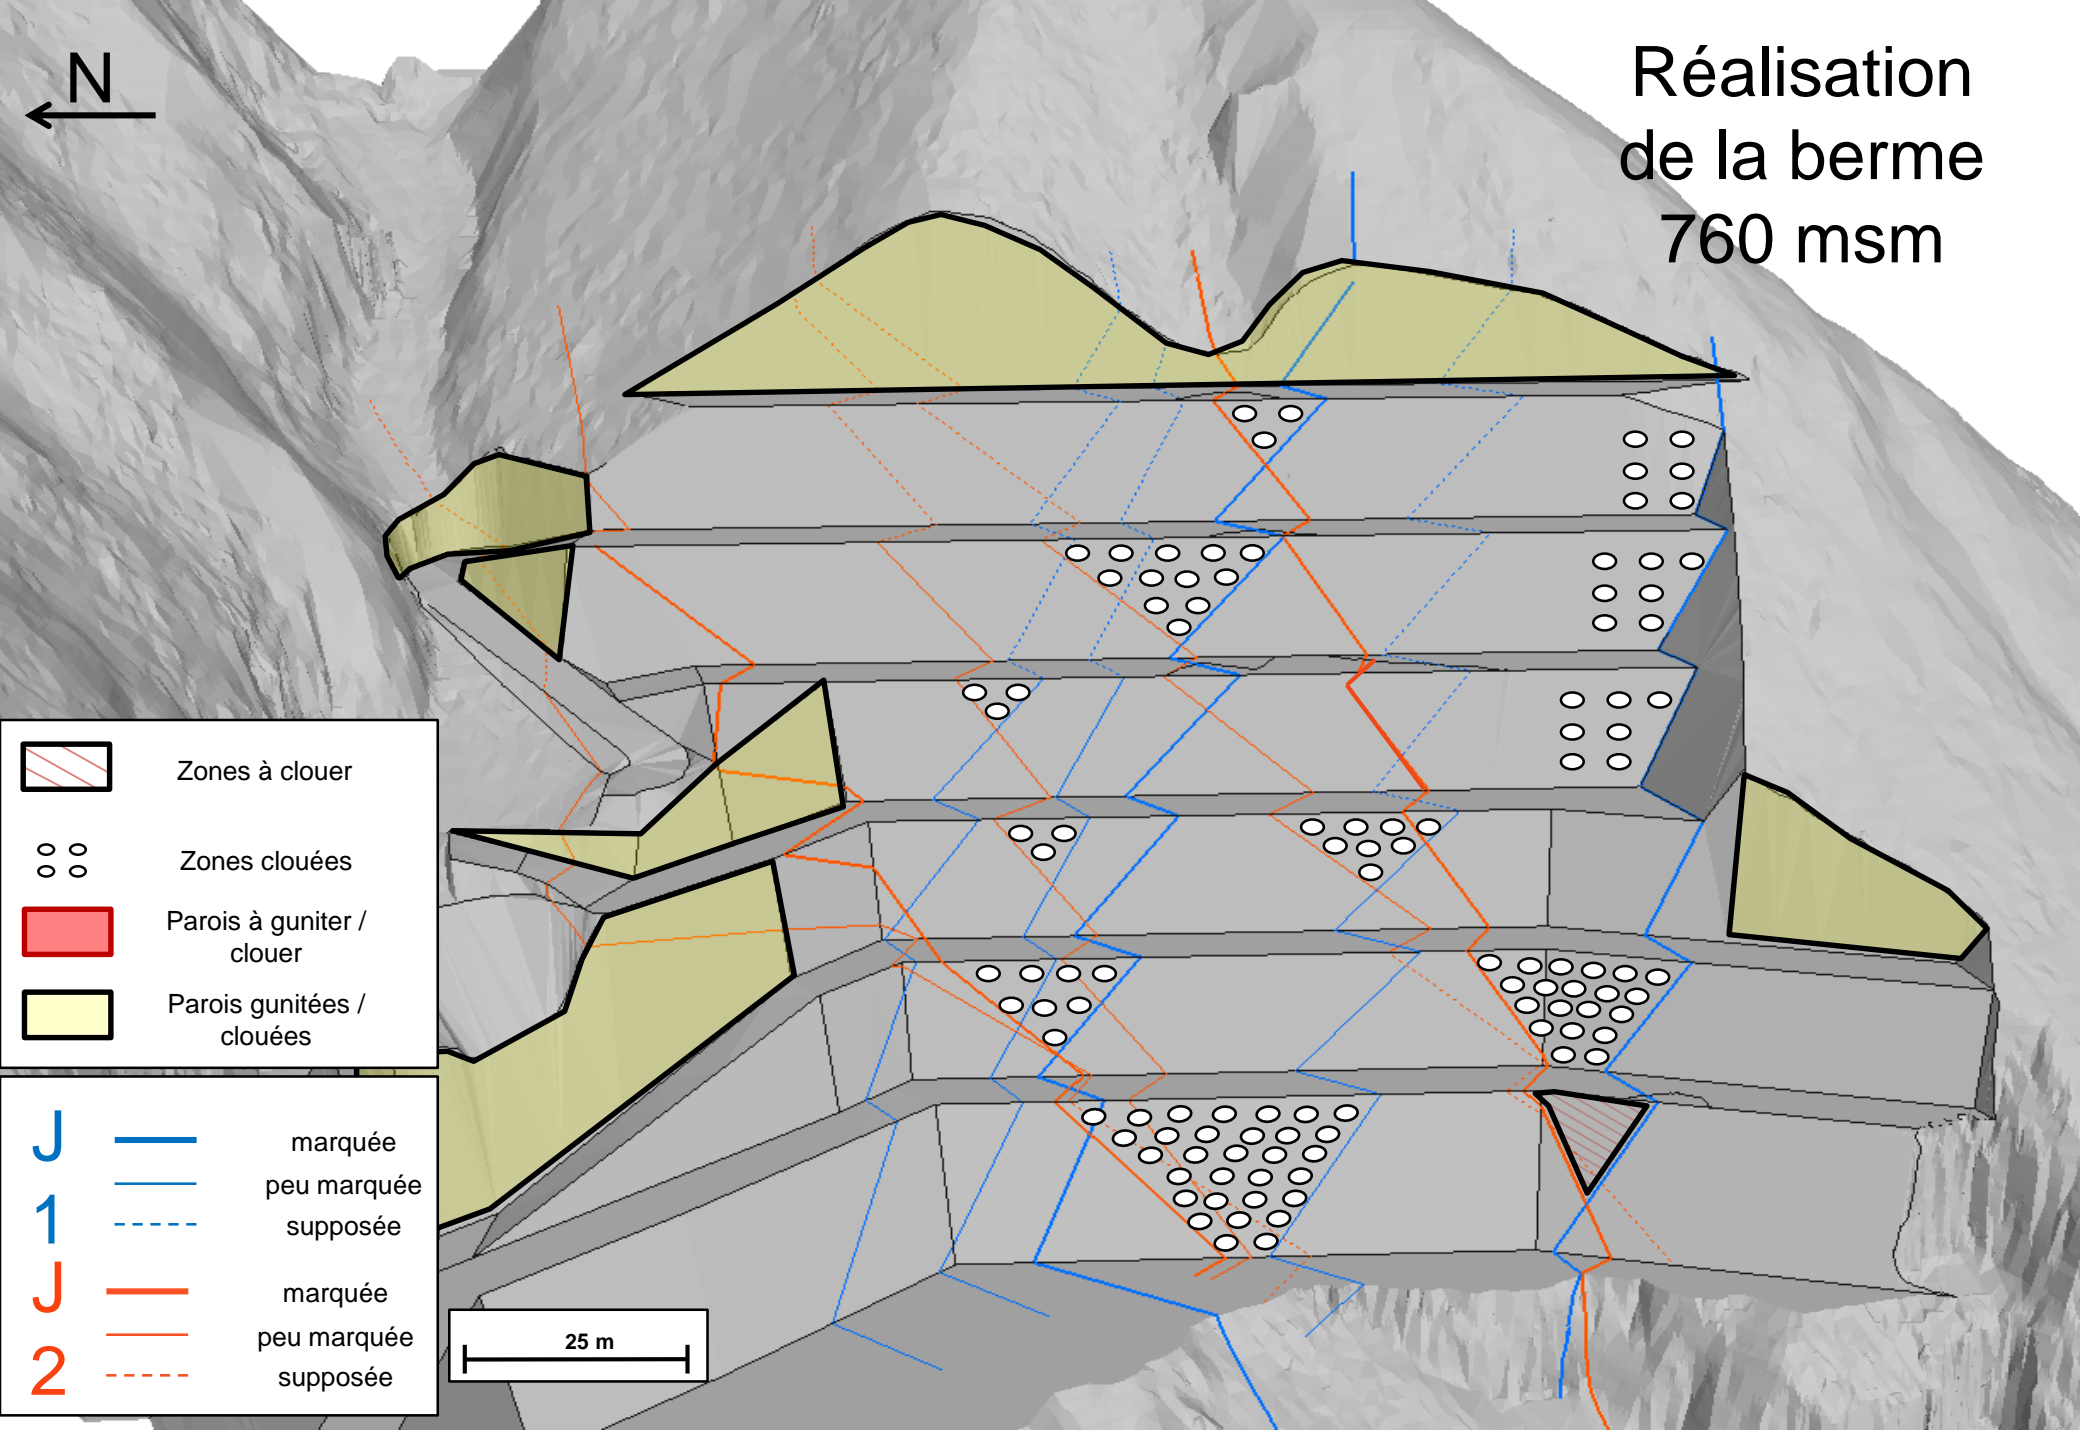 N
Réalisation
de la berme
760 msm
Zones à clouer
Zones clouées
Parois à guniter /
clouer
Parois gunitées /
clouées
J
1
marquée
peu marquée
supposée
J
2
marquée
peu marquée
supposée
25 m